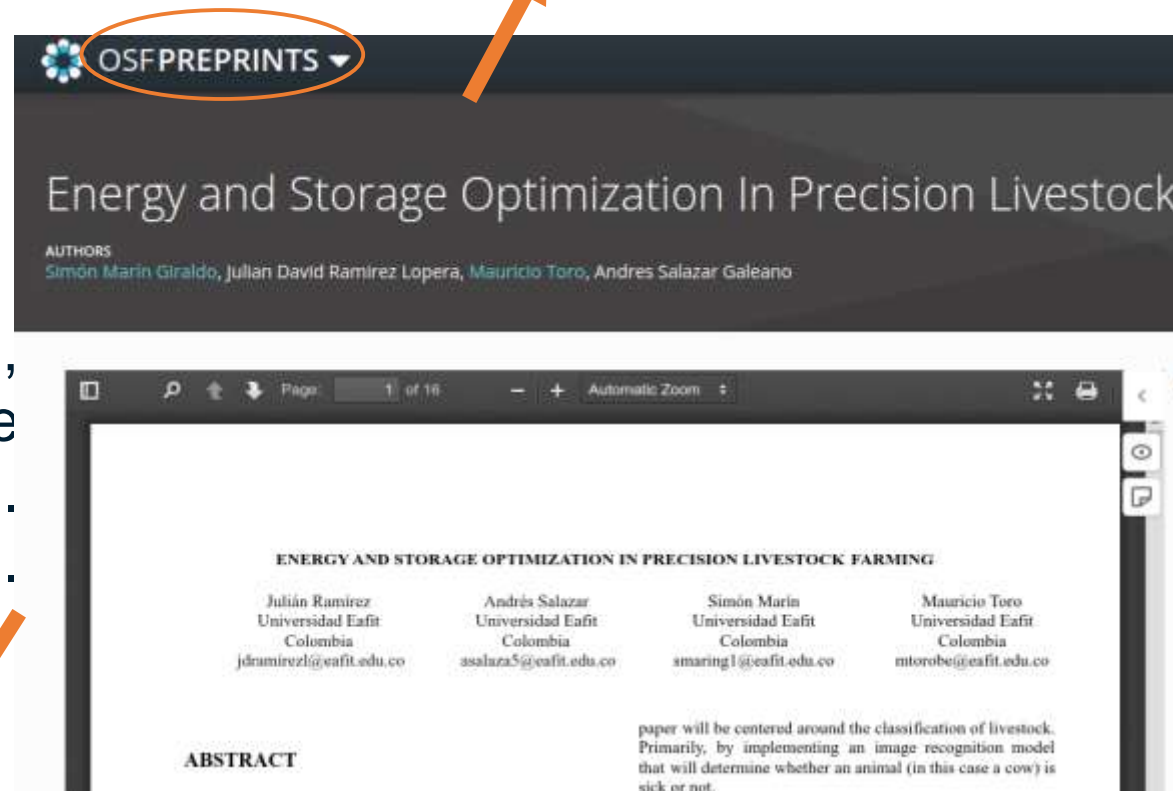 OSFPREPRINTS
Energy and Storage Optimization In Precision Livestock
AUTHORS
Simón Marín Giraldo, Julian David Ramirez Lopera, Mauricio Toro, Andres Salazar Galeano
,
e
.
.
Page: 1 of 16 − + Automatic Zoom
ENERGY AND STORAGE OPTIMIZATION IN PRECISION LIVESTOCK FARMING
Julián Ramírez Andrés Salazar Simón Marín Mauricio Toro
Universidad Eafit Universidad Eafit Universidad Eafit Universidad Eafit
Colombia Colombia Colombia Colombia
jdramirezl@eafit.edu.co asalaza5@eafit.edu.co smaring1@eafit.edu.co mtorobe@eafit.edu.co
ABSTRACT
paper will be centered around the classification of livestock.
Primarily, by implementing an image recognition model
that will determine whether an animal (in this case a cow) is
sick or not.